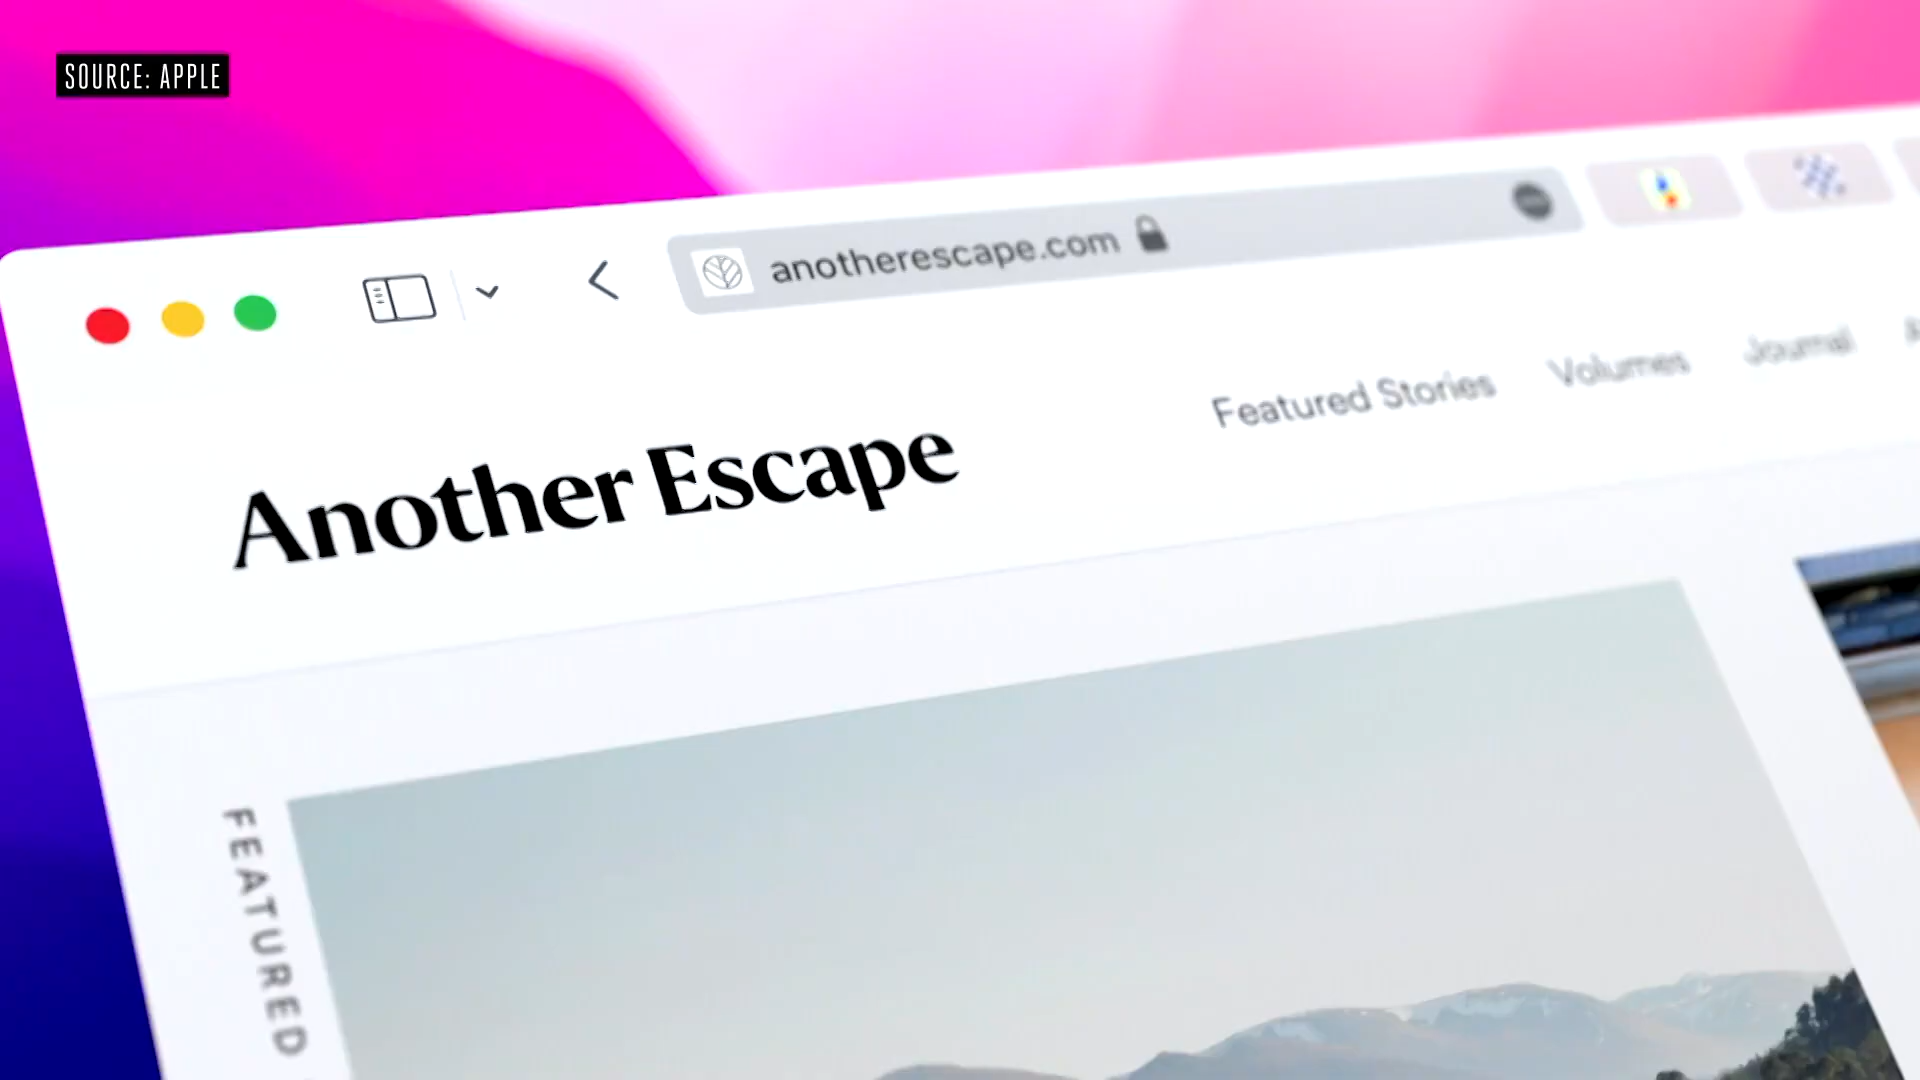 SOURCE: APPLE
anotherescape.com
Featured Stories
Volumes
Journal
Another Escape
FEATURED